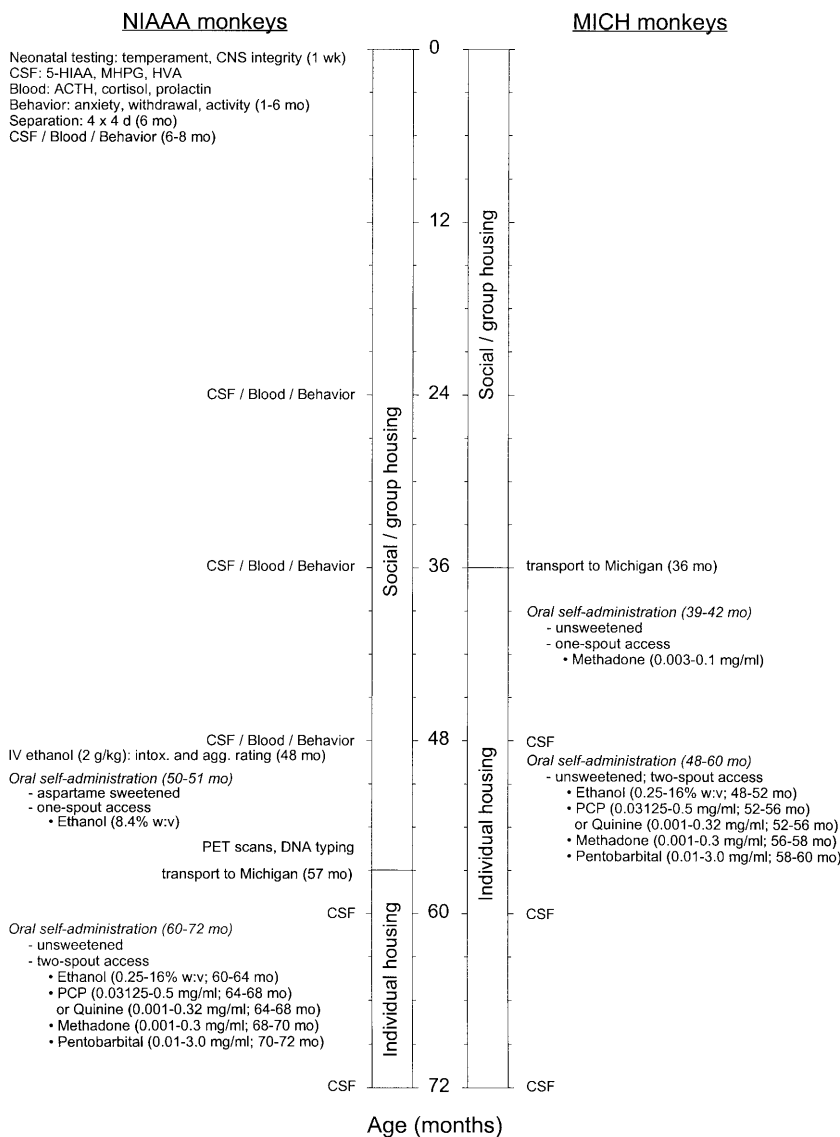 NIAAA monkeys
MICH monkeys
Neonatal testing: temperament, CNS integrity (1 wk)
CSF: 5-HIAA, MHPG, HVA
Blood: ACTH, cortisol, prolactin
Behavior: anxiety, withdrawal, activity (1-6 mo)
Separation: 4 x 4 d (6 mo)
CSF / Blood / Behavior (6-8 mo)
CSF / Blood / Behavior
CSF / Blood / Behavior
CSF / Blood / Behavior
IV ethanol (2 g/kg): intox. and agg. rating (48 mo)
Oral self-administration (50-51 mo)
- aspartame sweetened
- one-spout access
• Ethanol (8.4% w:v)
PET scans, DNA typing
transport to Michigan (57 mo)
CSF
Oral self-administration (60-72 mo)
- unsweetened
- two-spout access
• Ethanol (0.25-16% w:v; 60-64 mo)
• PCP (0.03125-0.5 mg/ml; 64-68 mo)
or Quinine (0.001-0.32 mg/ml; 64-68 mo)
• Methadone (0.001-0.3 mg/ml; 68-70 mo)
• Pentobarbital (0.01-3.0 mg/ml; 70-72 mo)
CSF
Social / group housing
Individual housing
0
12
24
36
48
60
72
Age (months)
Social / group housing
Individual housing
transport to Michigan (36 mo)
Oral self-administration (39-42 mo)
- unsweetened
- one-spout access
• Methadone (0.003-0.1 mg/ml)
CSF
Oral self-administration (48-60 mo)
- unsweetened; two-spout access
• Ethanol (0.25-16% w:v; 48-52 mo)
• PCP (0.03125-0.5 mg/ml; 52-56 mo)
or Quinine (0.001-0.32 mg/ml; 52-56 mo)
• Methadone (0.001-0.3 mg/ml; 56-58 mo)
• Pentobarbital (0.01-3.0 mg/ml; 58-60 mo)
CSF
CSF